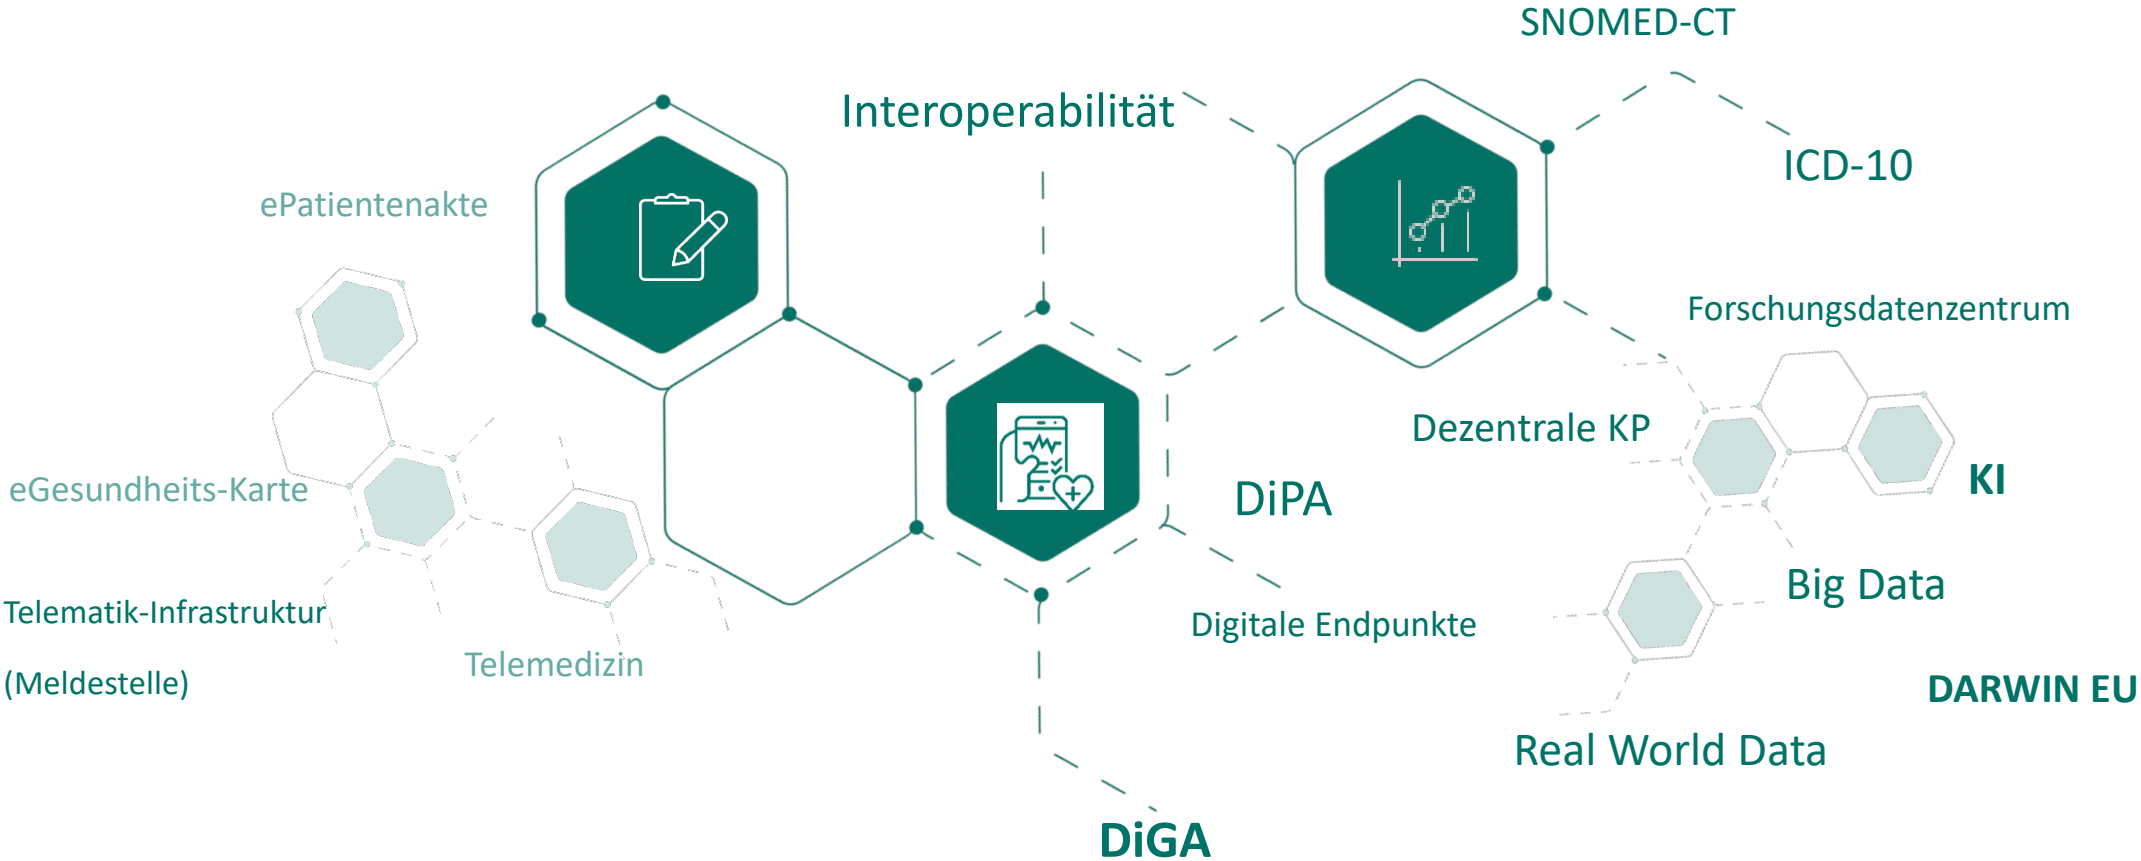 SNOMED-CT
Interoperabilität
ICD-10
ePatientenakte
Forschungsdatenzentrum
Dezentrale KP
KI
eGesundheits-Karte
DiPA
Big Data
Telematik-Infrastruktur
Digitale Endpunkte
Telemedizin
(Meldestelle)
DARWIN EU
Real World Data
DiGA